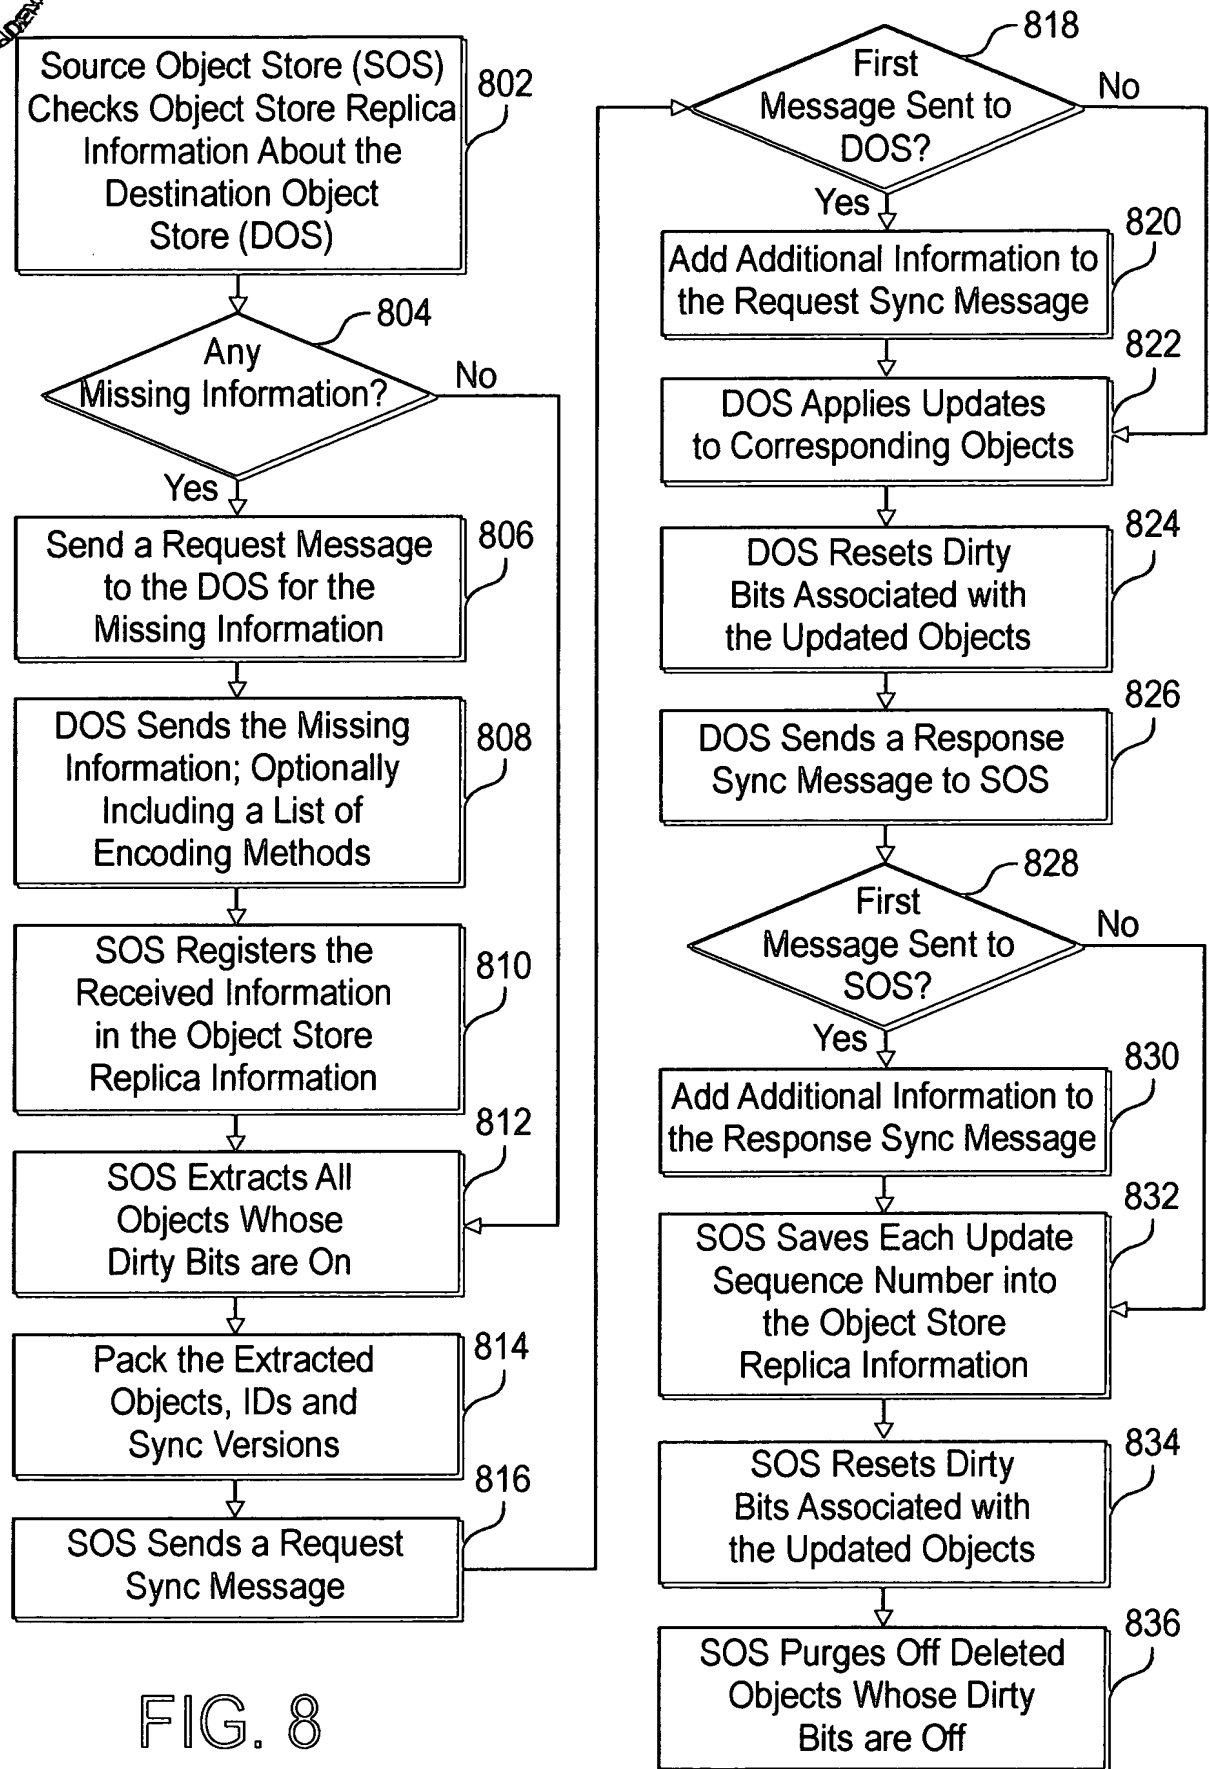 Source Object Store (SOS)
Checks Object Store Replica
Information About the
Destination Object
Store (DOS)
802
804
Any
Missing Information?
No
Yes
Send a Request Message
to the DOS for the
Missing Information
806
DOS Sends the Missing
Information; Optionally
Including a List of
Encoding Methods
808
SOS Registers the
Received Information
in the Object Store
Replica Information
810
812
SOS Extracts All
Objects Whose
Dirty Bits are On
Pack the Extracted
Objects, IDs and
Sync Versions
814
816
SOS Sends a Request
Sync Message
FIG. 8
818
First
Message Sent to
DOS?
No
Yes
820
Add Additional Information to
the Request Sync Message
822
DOS Applies Updates
to Corresponding Objects
824
DOS Resets Dirty
Bits Associated with
the Updated Objects
826
DOS Sends a Response
Sync Message to SOS
828
First
Message Sent to
SOS?
No
Yes
830
Add Additional Information to
the Response Sync Message
832
SOS Saves Each Update
Sequence Number into
the Object Store
Replica Information
834
SOS Resets Dirty
Bits Associated with
the Updated Objects
836
SOS Purges Off Deleted
Objects Whose Dirty
Bits are Off